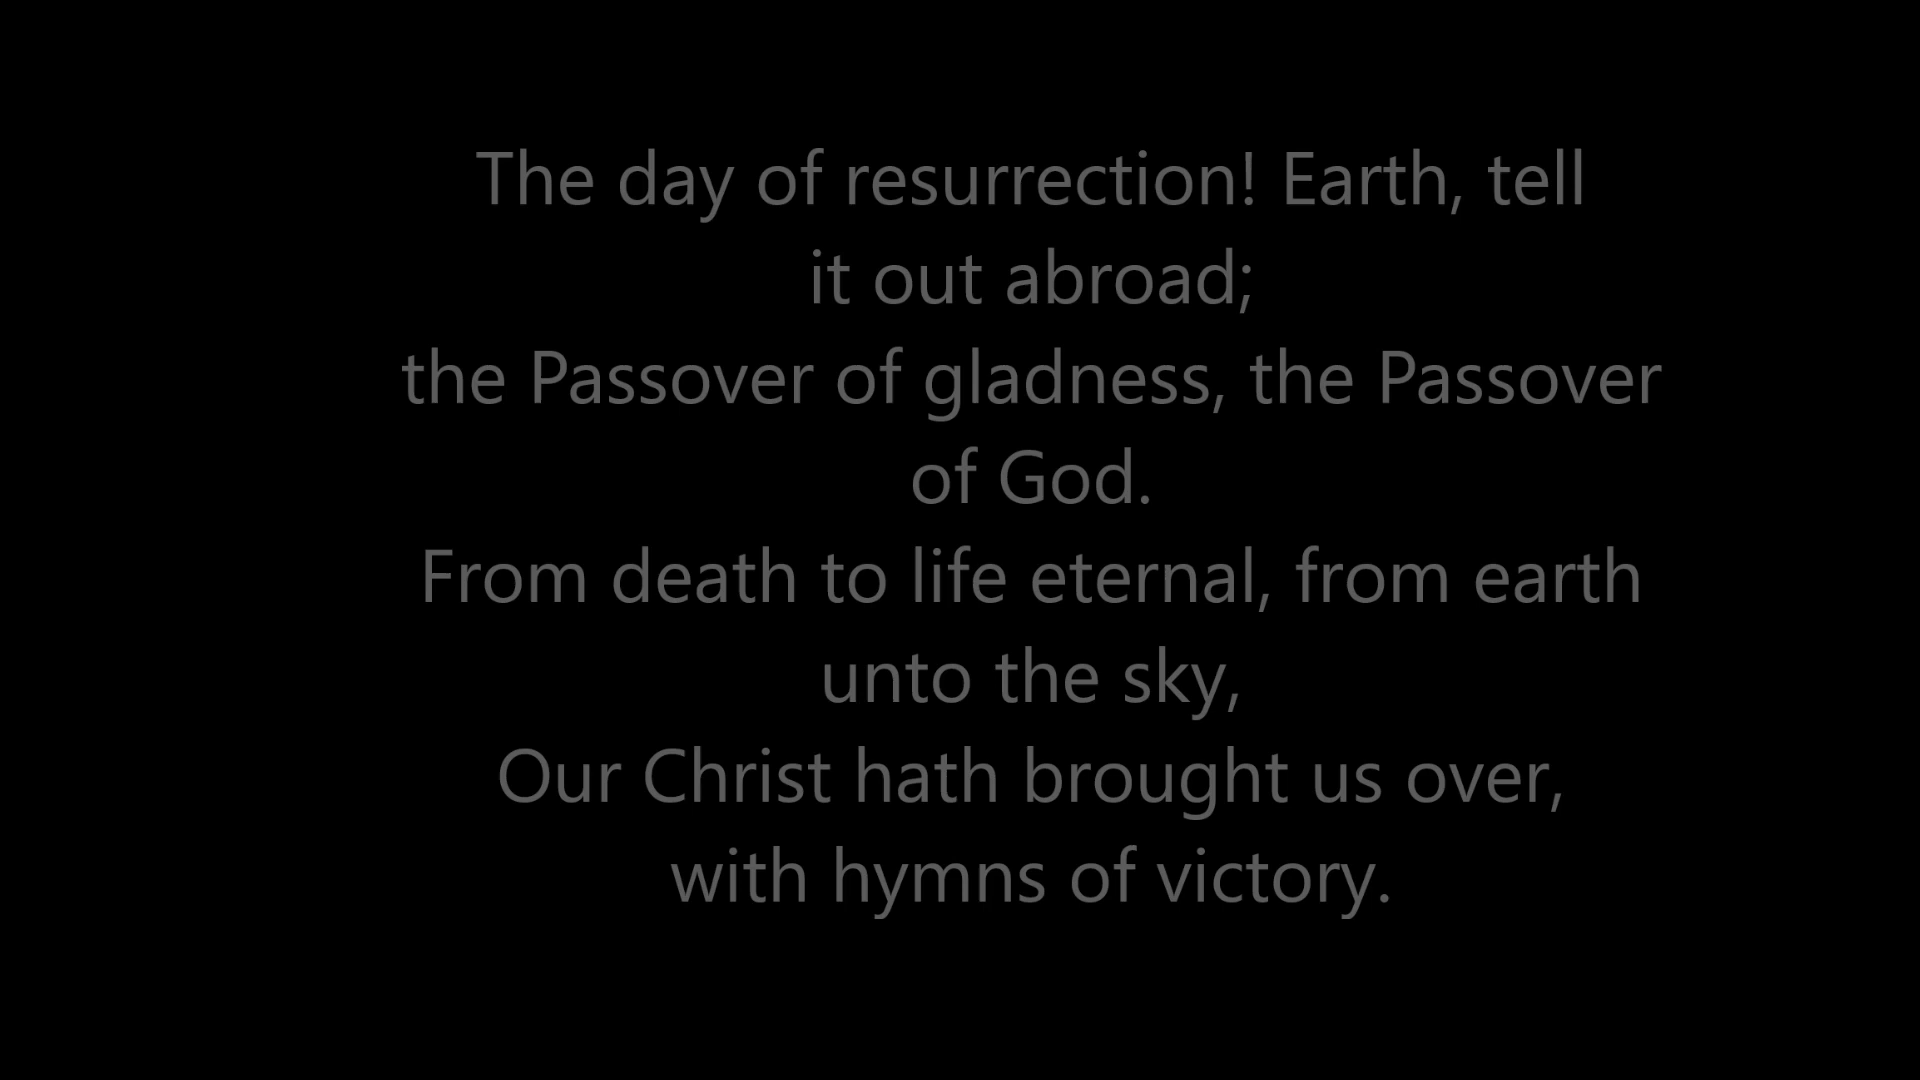 The day of resurrection! Earth, tell
it out abroad;
the Passover of gladness, the Passover
of God.
From death to life eternal, from earth
unto the sky,
Our Christ hath brought us over,
with hymns of victory.